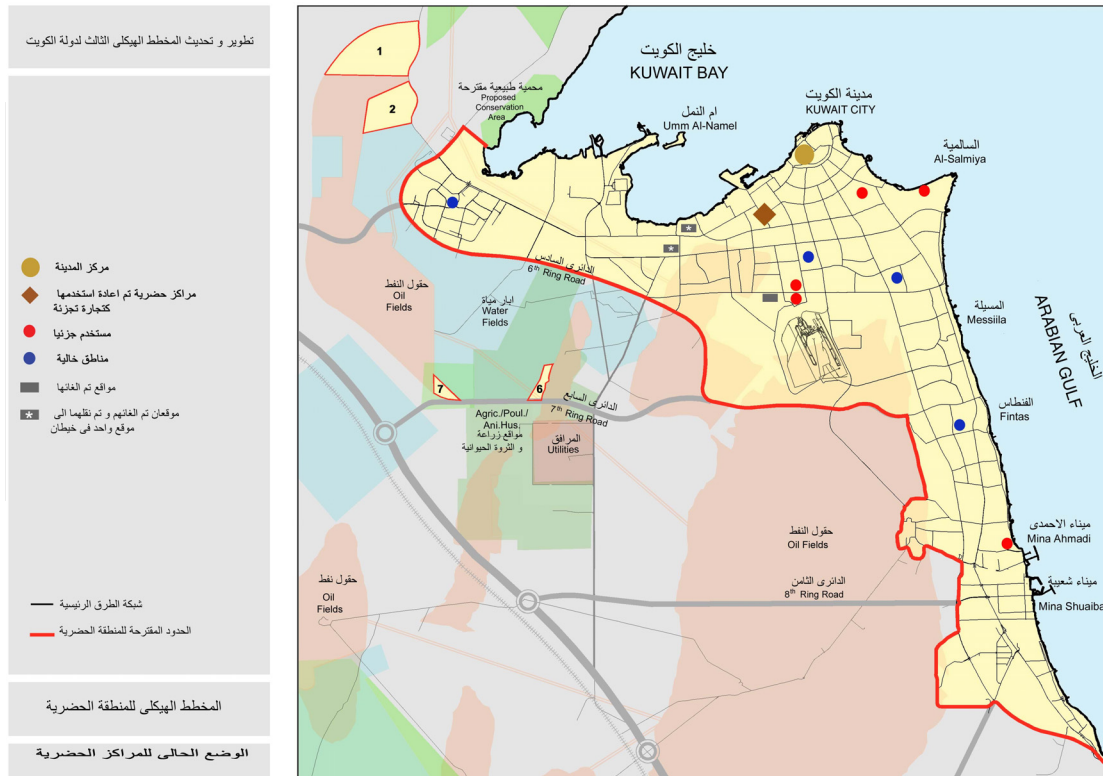 تطوير و تحديث المخطط الهيكلى الثالث لدولة الكويت
مركز المدينة
مراكز حضرية تم اعادة استخدمها
كتجارة تجزئة
مستخدم جزئيا
مناطق خالية
مواقع تم الغائها
موقعان تم الغائهم و تم نقلهما الى
موقع واحد فى خيطان
شبكة الطرق الرئيسية
الحدود المقترحة للمنطقة الحضرية
المخطط الهيكلى للمنطقة الحضرية
الوضع الحالى للمراكز الحضرية
1
2
محمية طبيعية مقترحة
Proposed
Conservation
Area
خليج الكويت
KUWAIT BAY
ام النمل
Umm Al-Namel
مدينة الكويت
KUWAIT CITY
السالمية
Al-Salmiya
حقول النفط
Oil
Fields
الدائرى السادس
6th Ring Road
ابار مياة
Water
Fields
المسيلة
Messiila
الخليج العربى
ARABIAN GULF
7
6
الدائرى السابع
7th Ring Road
Agric./Poul./
Ani.Hus.
مواقع زراعة
و الثروة الحيوانية
المرافق
Utilities
الفنطاس
Fintas
حقول النفط
Oil Fields
ميناء الاحمدى
Mina Ahmadi
حقول نفط
Oil
Fields
الدائرى الثامن
8th Ring Road
ميناء شعيبة
Mina Shuaiba